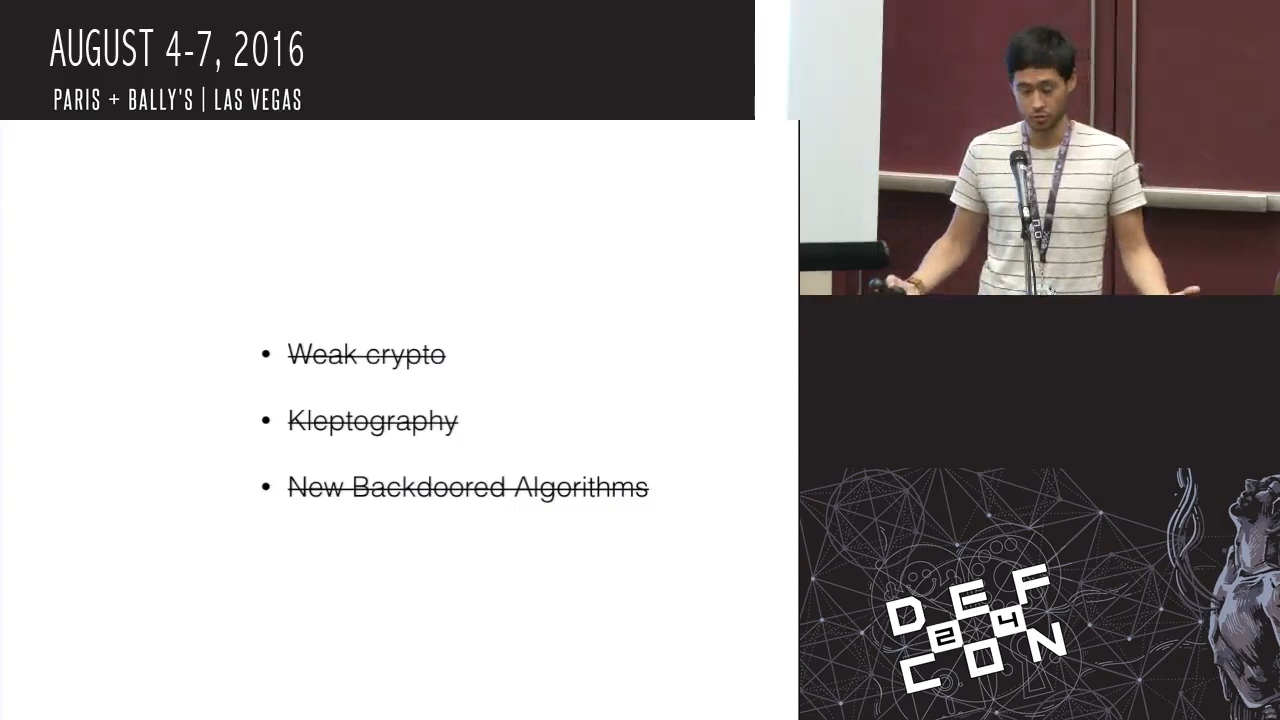 AUGUST 4-7, 2016
PARIS + BALLY'S | LAS VEGAS
• Weak crypto
• Kleptography
• New Backdoored Algorithms
DEF
24
CON